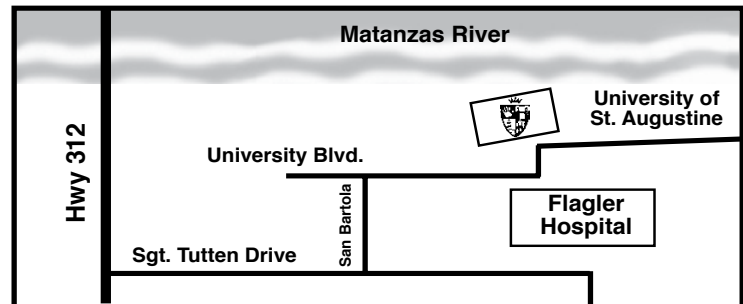 Matanzas River
University of
St. Augustine
Hwy 312
University Blvd.
San Bartola
Flagler
Hospital
Sgt. Tutten Drive